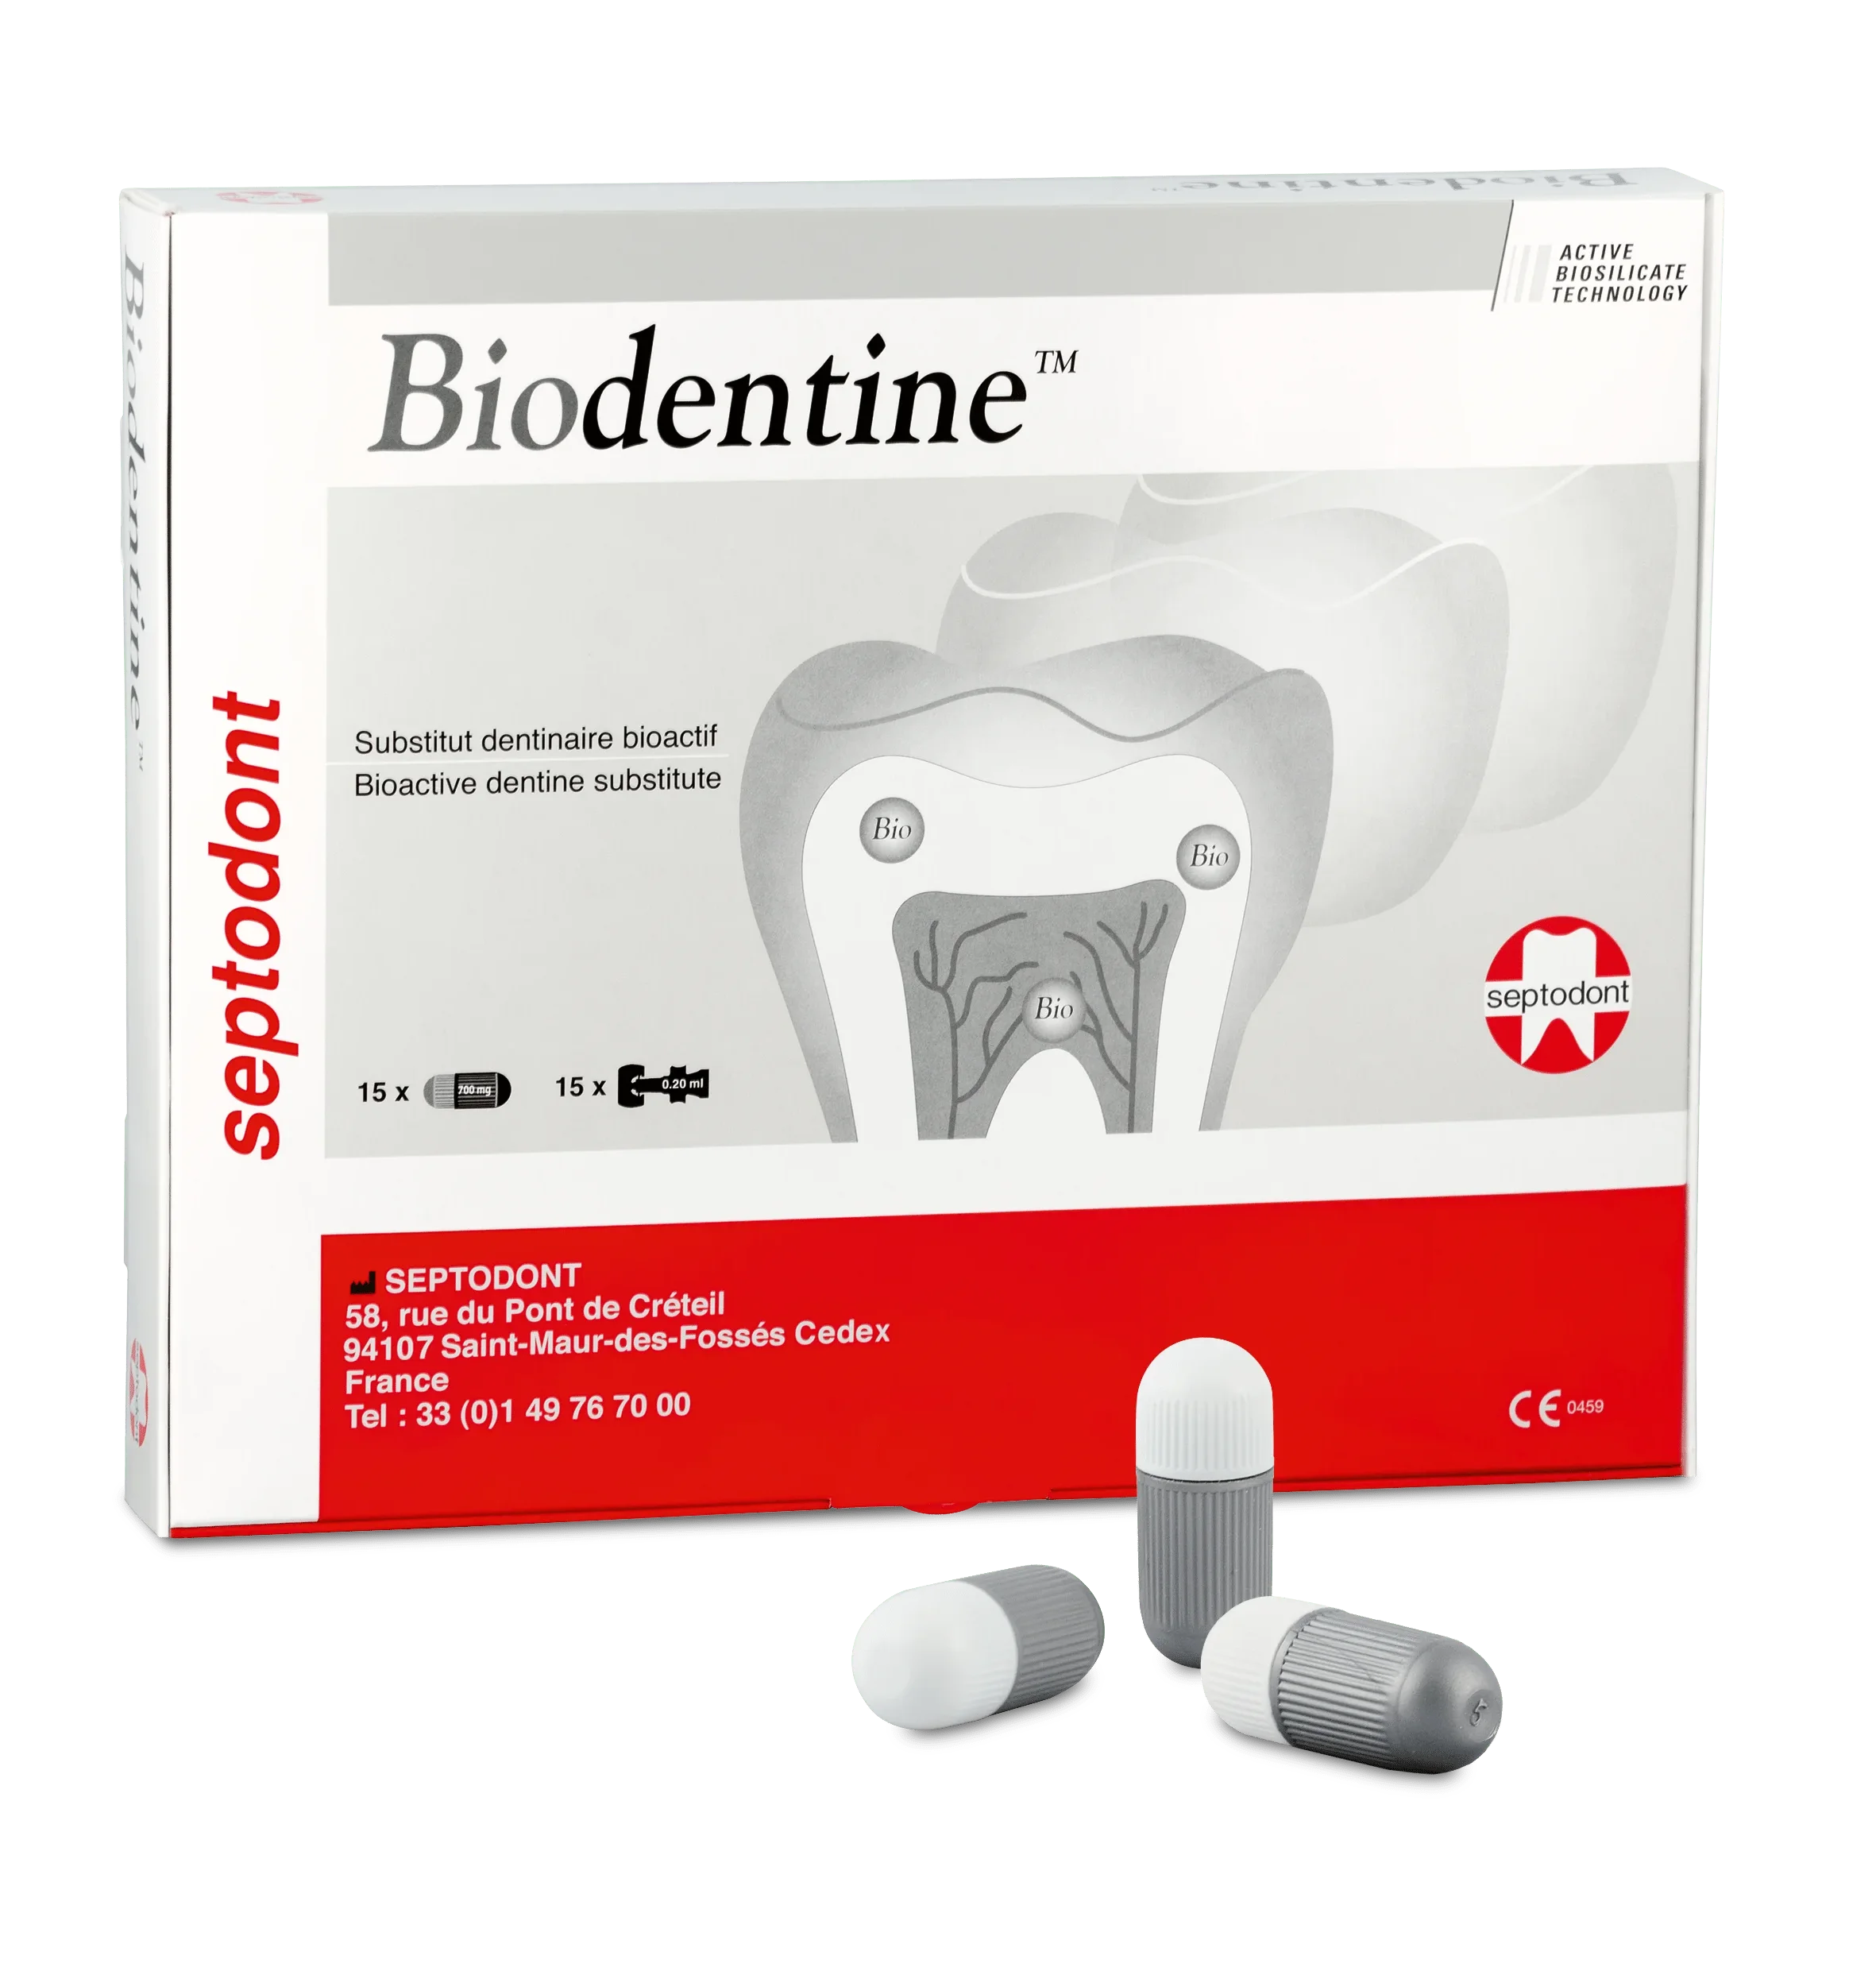 Biodentine™
Biodentine™
septodont
ACTIVE
BIOSILICATE
TECHNOLOGY
Biodentine™
Substitut dentinaire bioactif
Bioactive dentine substitute
Bio
Bio
Bio
septodont
15 x 700 mg 15 x 0.20 ml
SEPTODONT
58, rue du Pont de Créteil
94107 Saint-Maur-des-Fossés Cedex
France
Tel : 33 (0)1 49 76 70 00
CE 0459
5